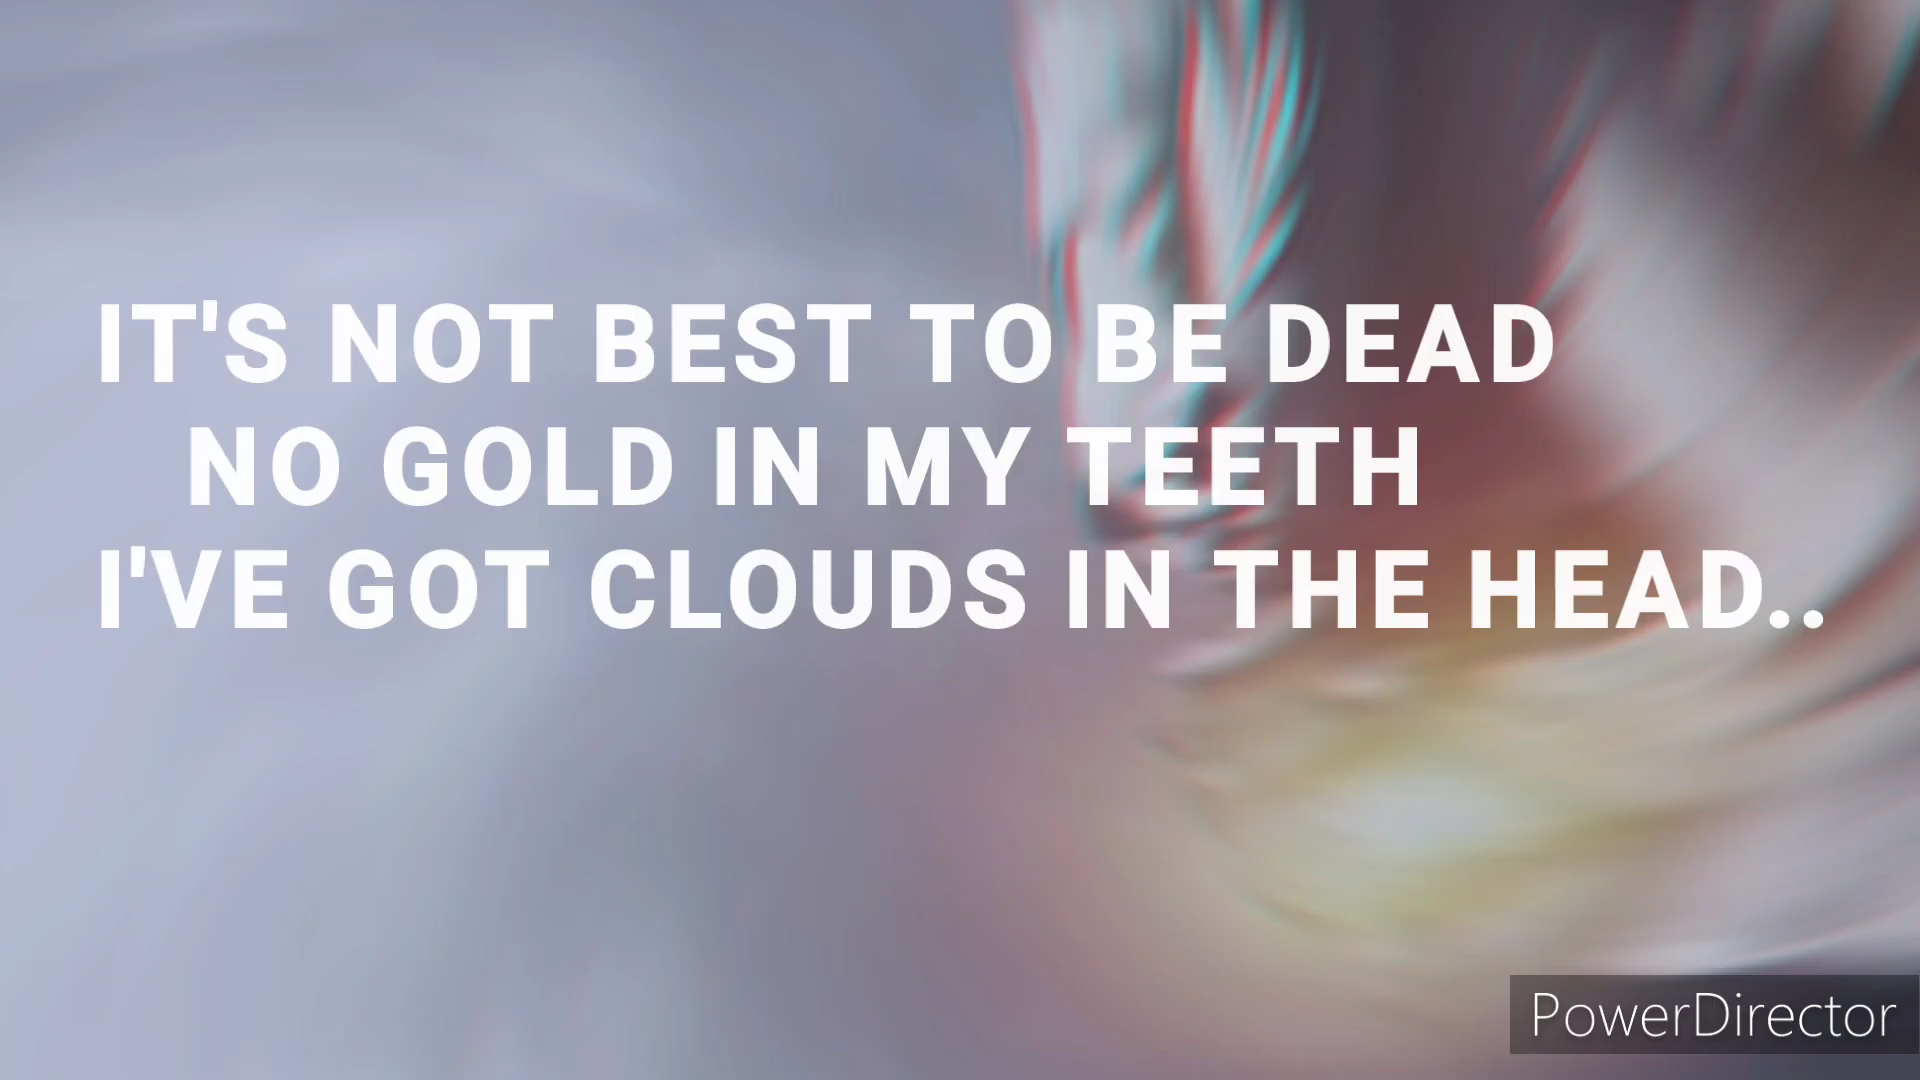 IT'S NOT BEST TO BE DEAD
NO GOLD IN MY TEETH
I'VE GOT CLOUDS IN THE HEAD..
PowerDirector